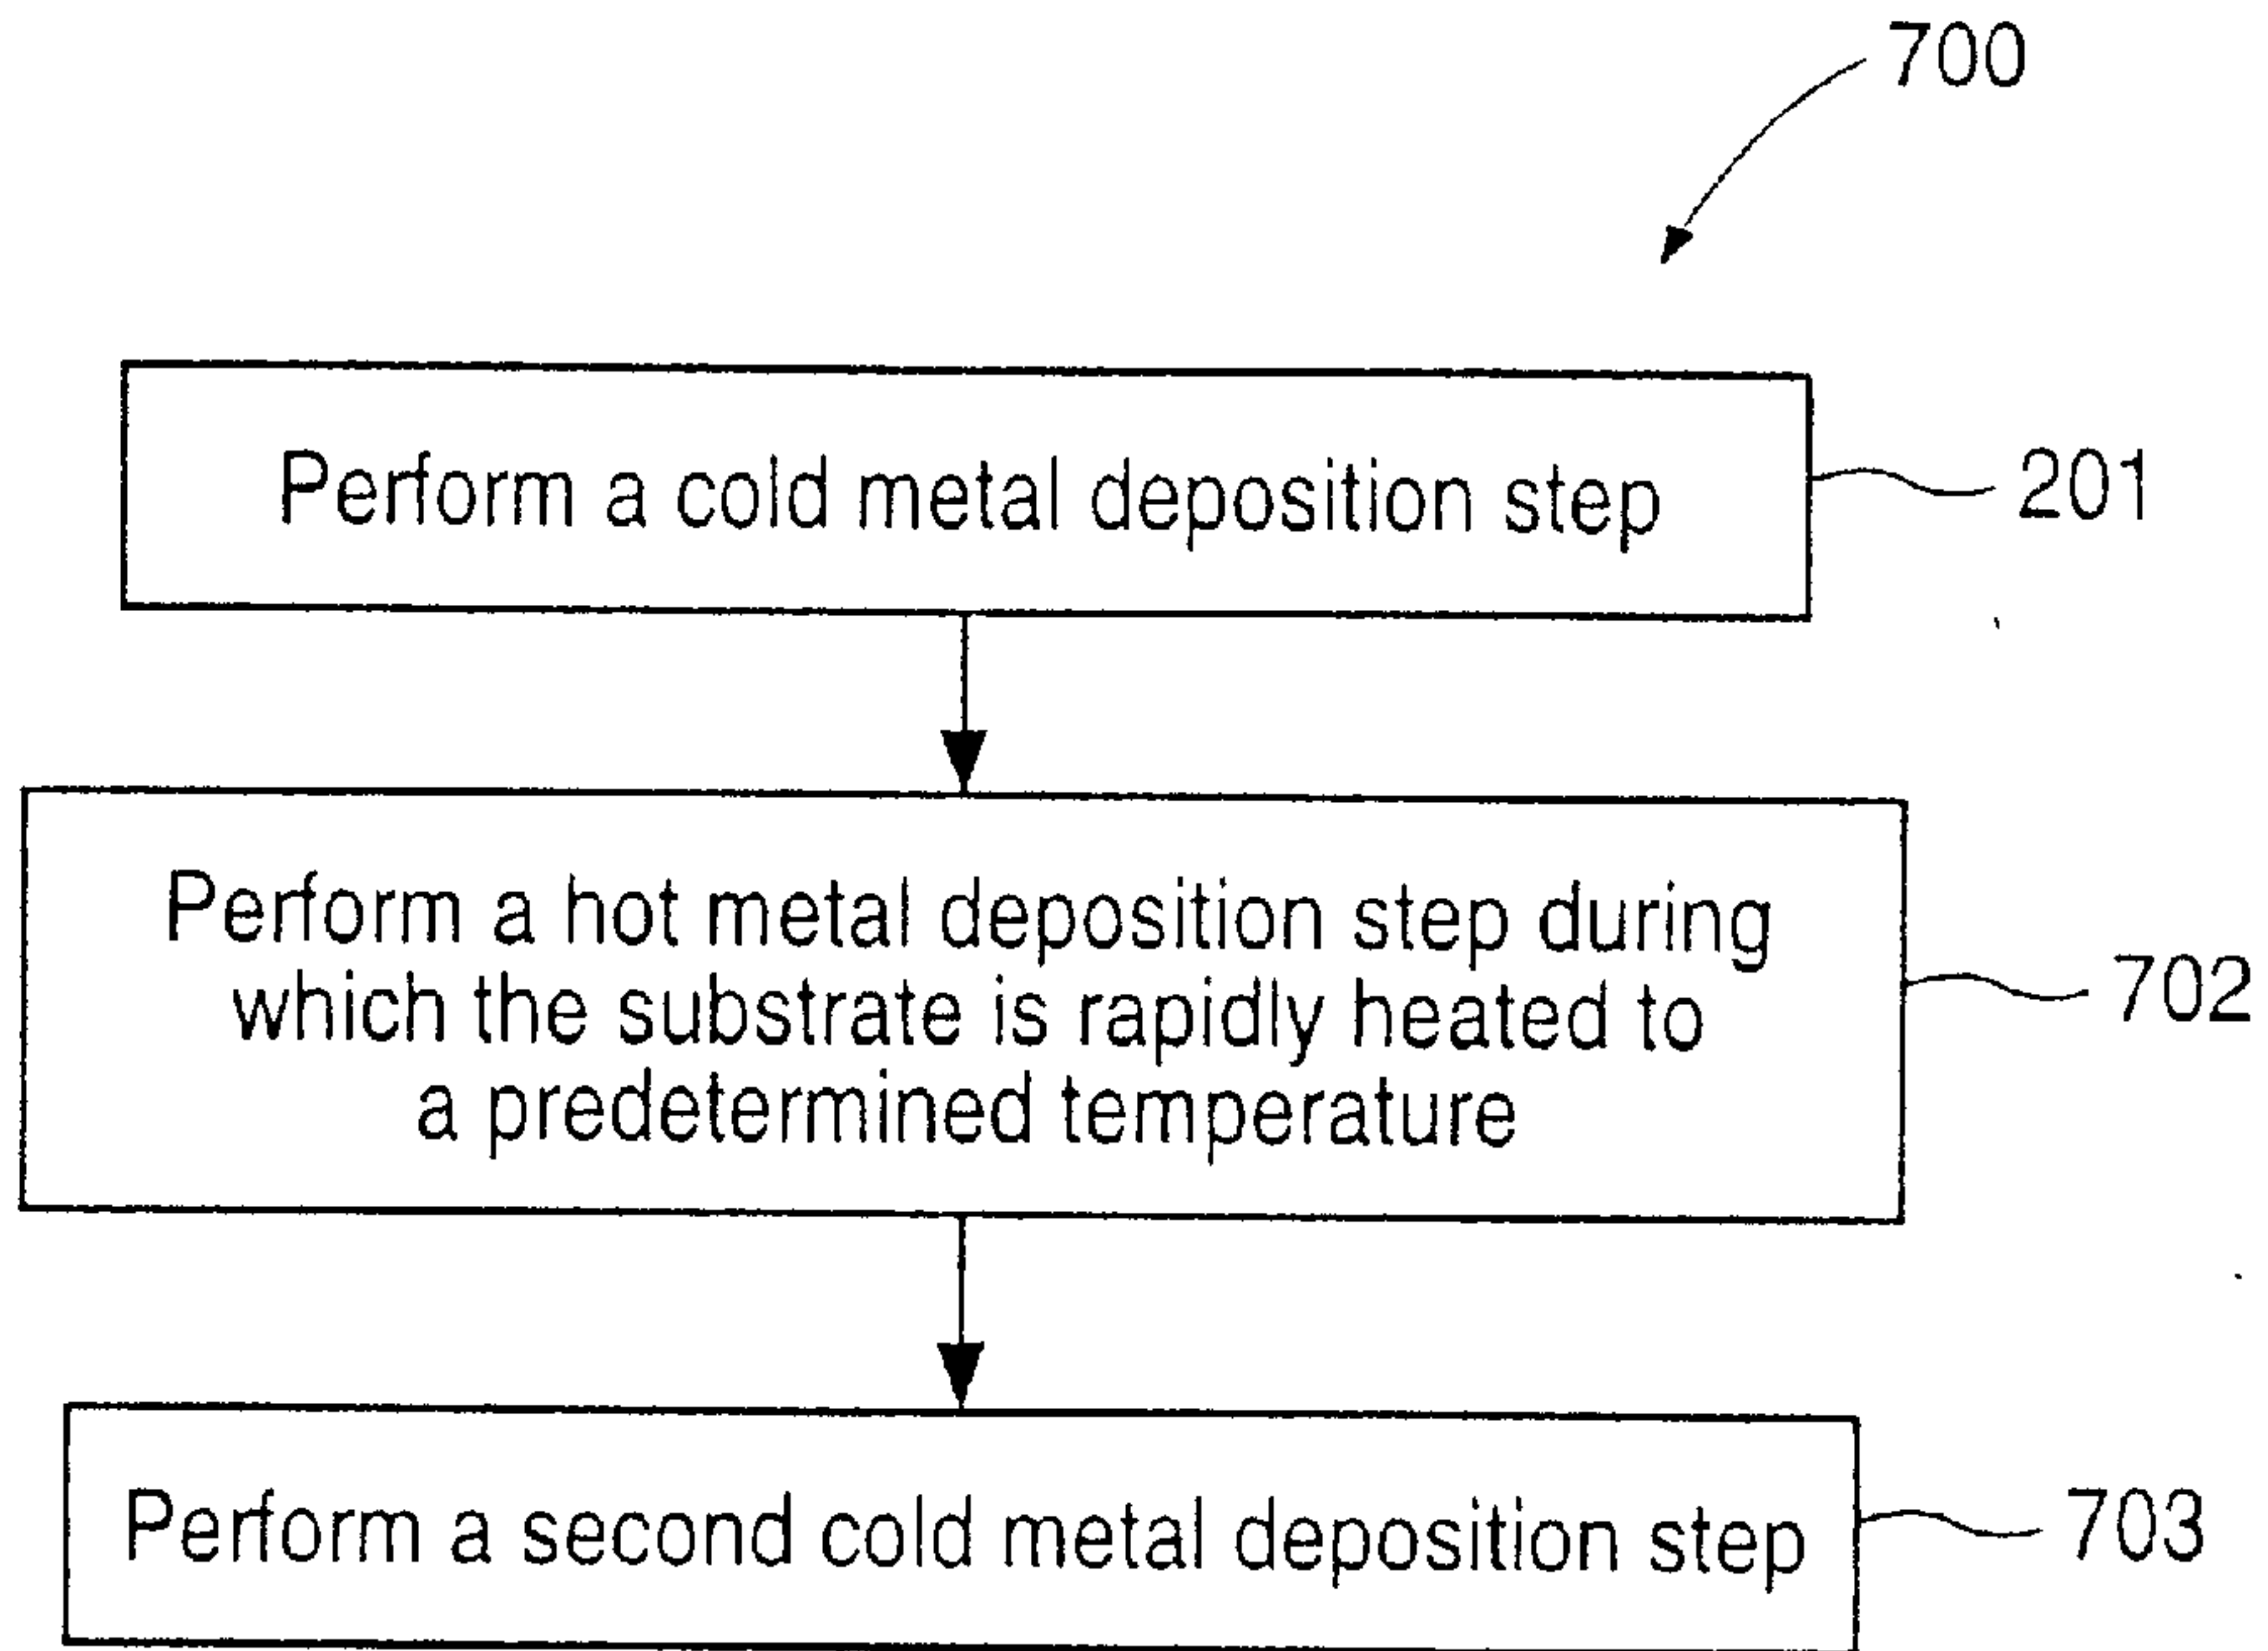 700
Perform a cold metal deposition step
201
Perform a hot metal deposition step during
which the substrate is rapidly heated to
a predetermined temperature
702
Perform a second cold metal deposition step
703